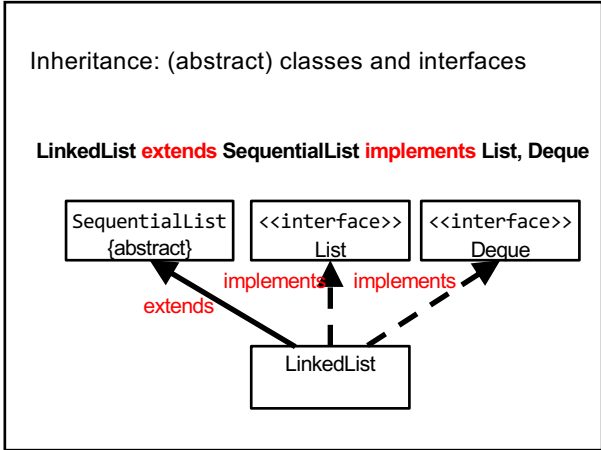 Inheritance: (abstract) classes and interfaces
LinkedList extends SequentialList implements List, Deque
SequentialList
{abstract}
<<interface>>
List
<<interface>>
Deque
implements
implements
extends
LinkedList